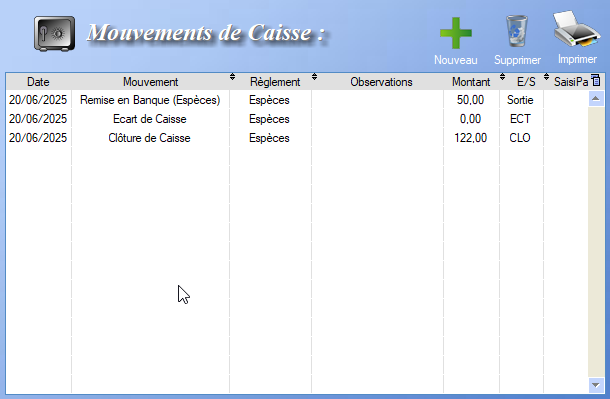 Mouvements de Caisse :
Nouveau Supprimer Imprimer
Date Mouvement Règlement Observations Montant E/S SaisiPa
20/06/2025 Remise en Banque (Espèces) Espèces 50,00 Sortie
20/06/2025 Ecart de Caisse Espèces 0,00 ECT
20/06/2025 Clôture de Caisse Espèces 122,00 CLO